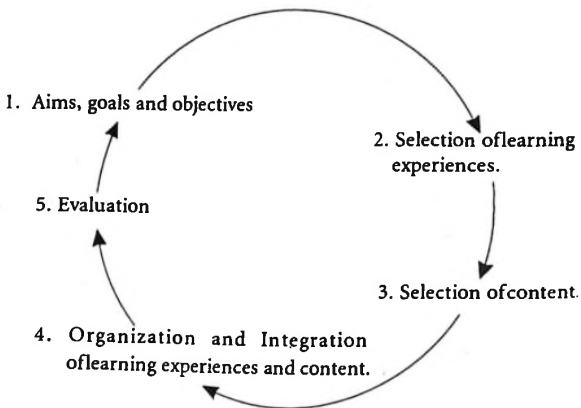 1. Aims, goals and objectives
2. Selection oflearning
experiences.
3. Selection ofcontent.
4. Organization and Integration
oflearning experiences and content.
5. Evaluation